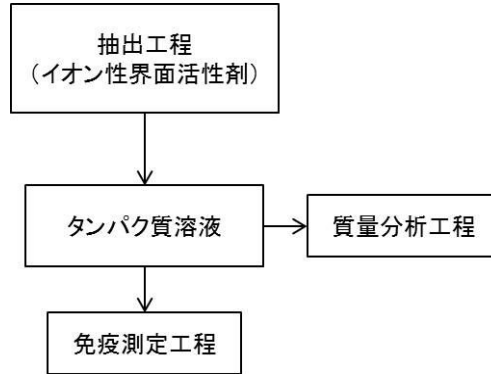 抽出工程
(イオン性界面活性剤)
タンパク質溶液
質量分析工程
免疫測定工程